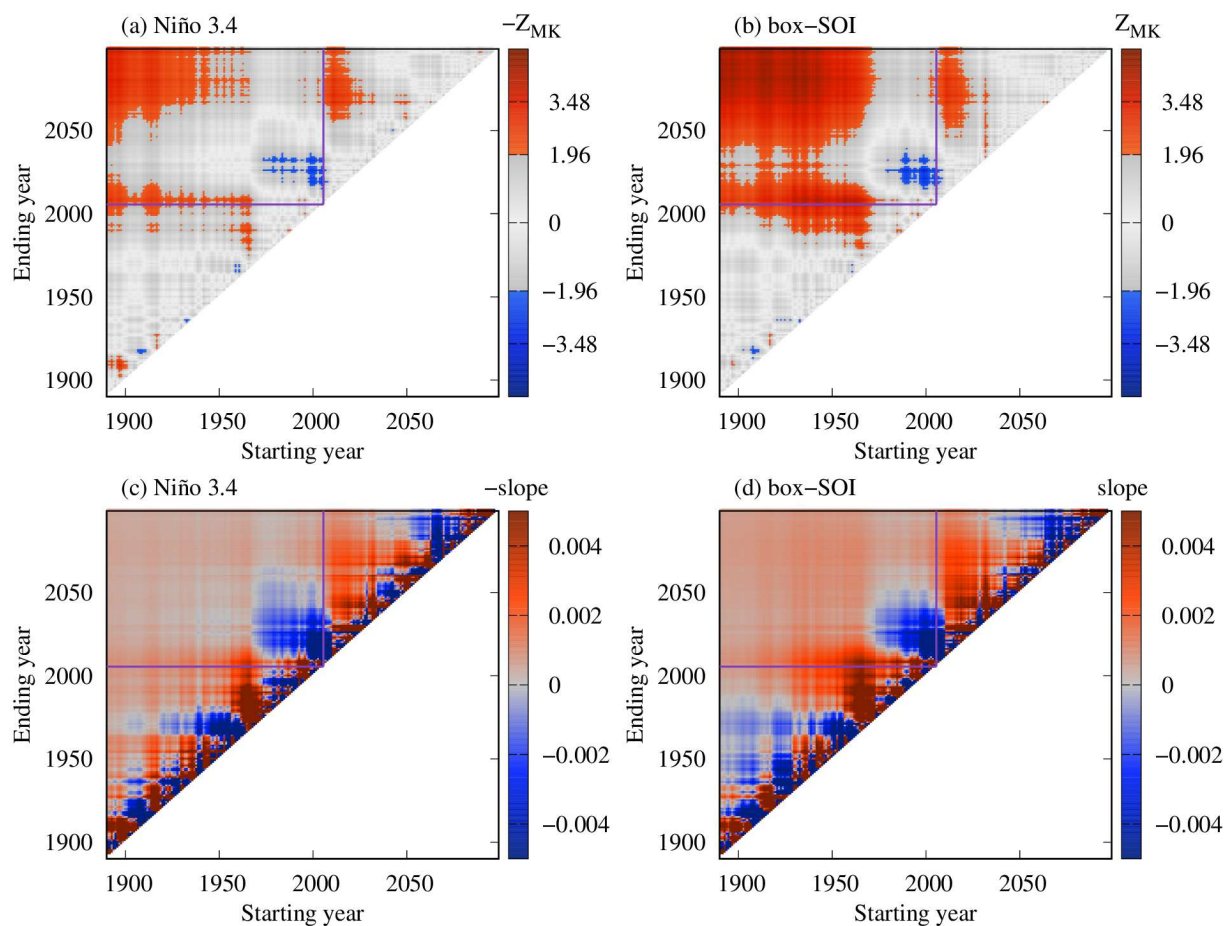 (a) Niño 3.4
−Z_MK
3.48
1.96
0
−1.96
−3.48
2050
2000
1950
1900
Ending year
1900 1950 2000 2050
Starting year
(b) box−SOI
Z_MK
3.48
1.96
0
−1.96
−3.48
2050
2000
1950
1900
Ending year
1900 1950 2000 2050
Starting year
(c) Niño 3.4
−slope
0.004
0.002
0
−0.002
−0.004
2050
2000
1950
1900
Ending year
1900 1950 2000 2050
Starting year
(d) box−SOI
slope
0.004
0.002
0
−0.002
−0.004
2050
2000
1950
1900
Ending year
1900 1950 2000 2050
Starting year